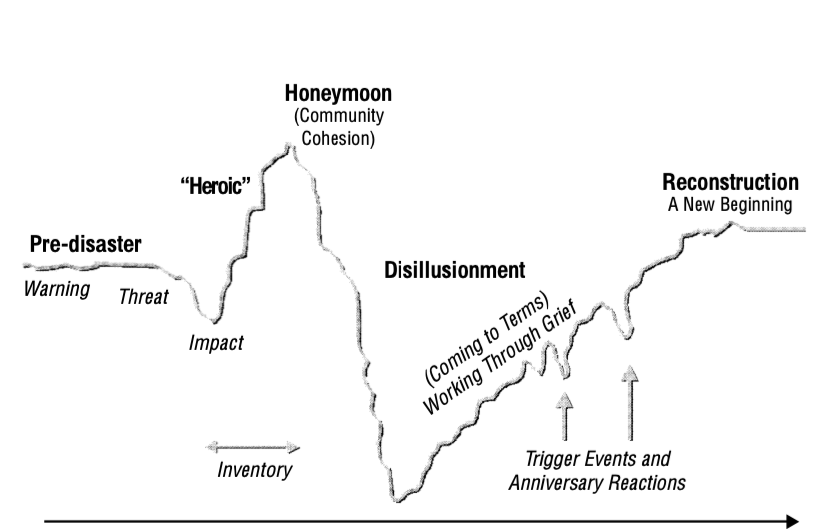 Honeymoon
(Community
Cohesion)
“Heroic”
Reconstruction
A New Beginning
Pre-disaster
Warning
Threat
Impact
Disillusionment
(Coming to Terms)
Working Through Grief
Inventory
Trigger Events and
Anniversary Reactions